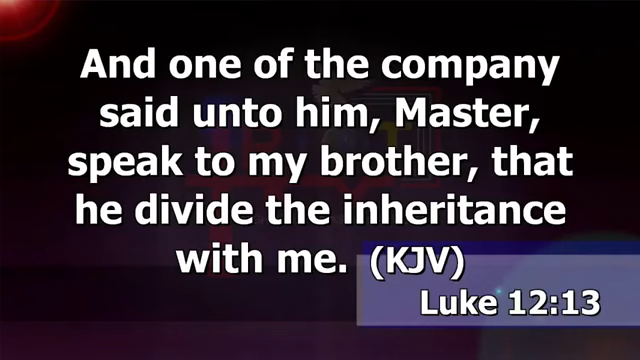 And one of the company
said unto him, Master,
speak to my brother, that
he divide the inheritance
with me. (KJV)
Luke 12:13